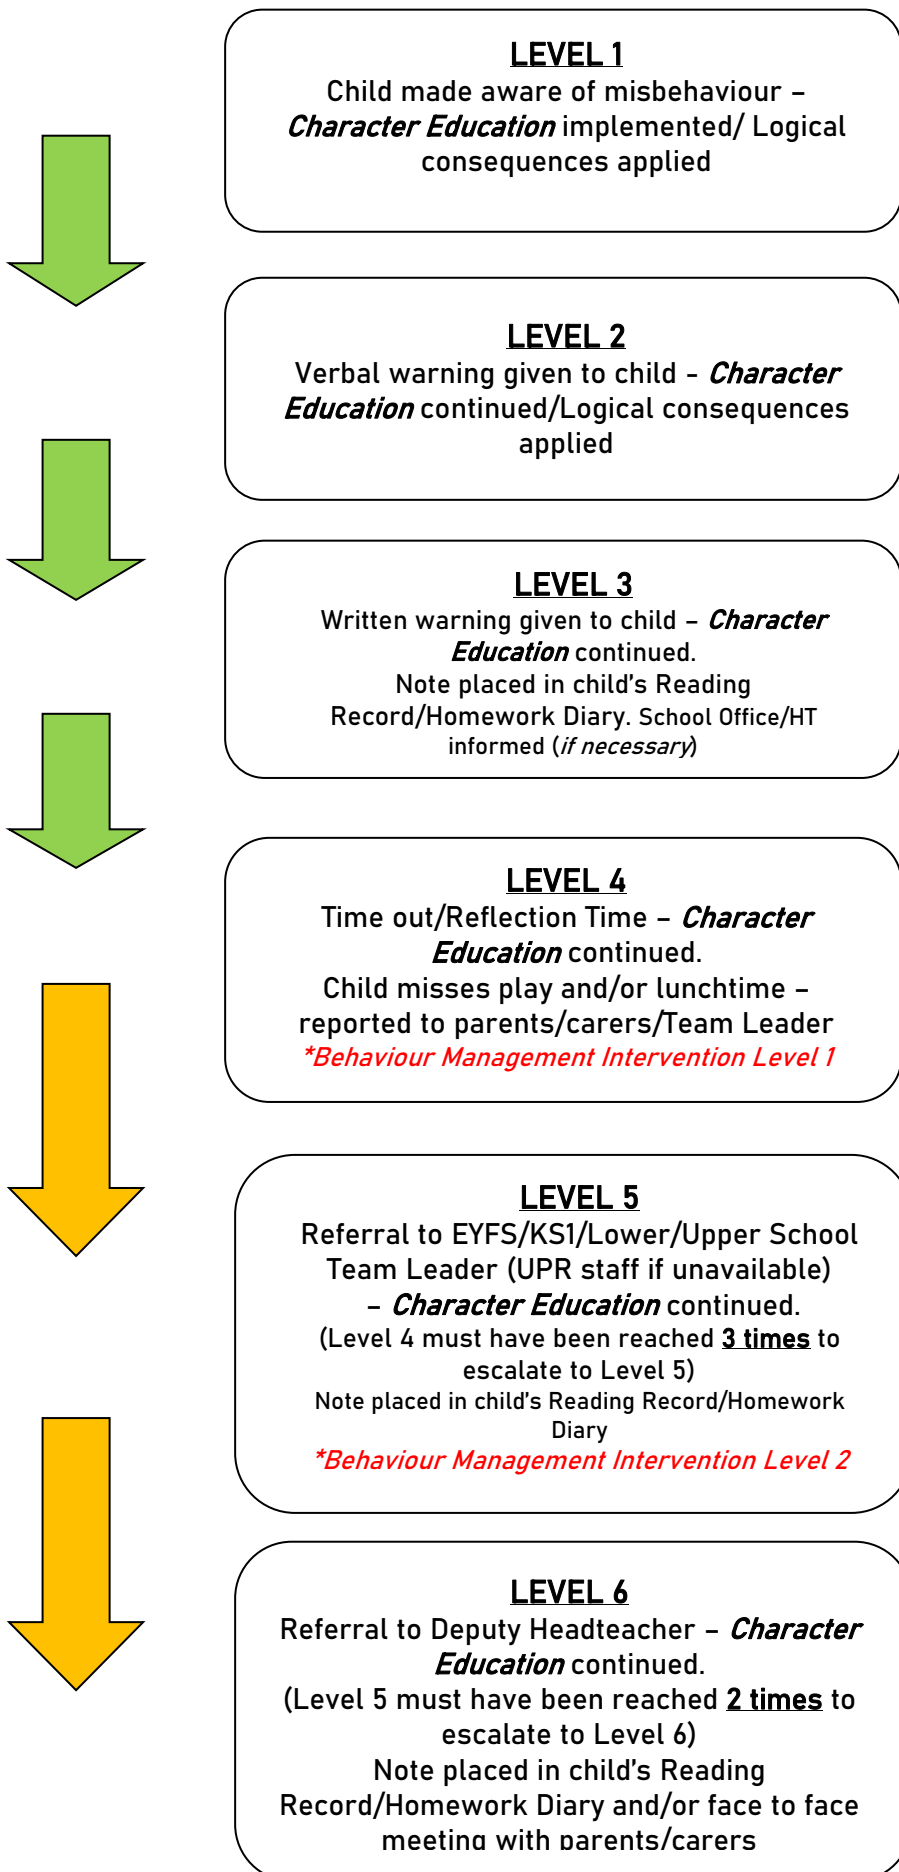 LEVEL 1
Child made aware of misbehaviour –
Character Education implemented/ Logical
consequences applied
LEVEL 2
Verbal warning given to child - Character
Education continued/Logical consequences
applied
LEVEL 3
Written warning given to child – Character
Education continued.
Note placed in child’s Reading
Record/Homework Diary. School Office/HT
informed (if necessary)
LEVEL 4
Time out/Reflection Time – Character
Education continued.
Child misses play and/or lunchtime –
reported to parents/carers/Team Leader
*Behaviour Management Intervention Level 1
LEVEL 5
Referral to EYFS/KS1/Lower/Upper School
Team Leader (UPR staff if unavailable)
– Character Education continued.
(Level 4 must have been reached 3 times to
escalate to Level 5)
Note placed in child’s Reading Record/Homework
Diary
*Behaviour Management Intervention Level 2
LEVEL 6
Referral to Deputy Headteacher – Character
Education continued.
(Level 5 must have been reached 2 times to
escalate to Level 6)
Note placed in child’s Reading
Record/Homework Diary and/or face to face
meeting with parents/carers